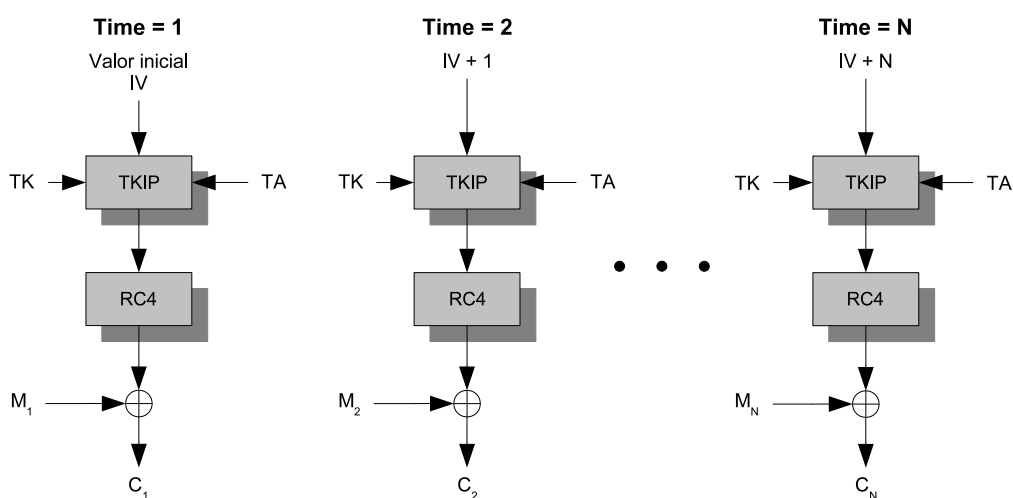 Time = 1
Time = 2
Time = N
Valor inicial
IV
IV + 1
IV + N
TK
TKIP
TA
TK
TKIP
TA
TK
TKIP
TA
RC4
RC4
RC4
M1
M2
MN
C1
C2
CN